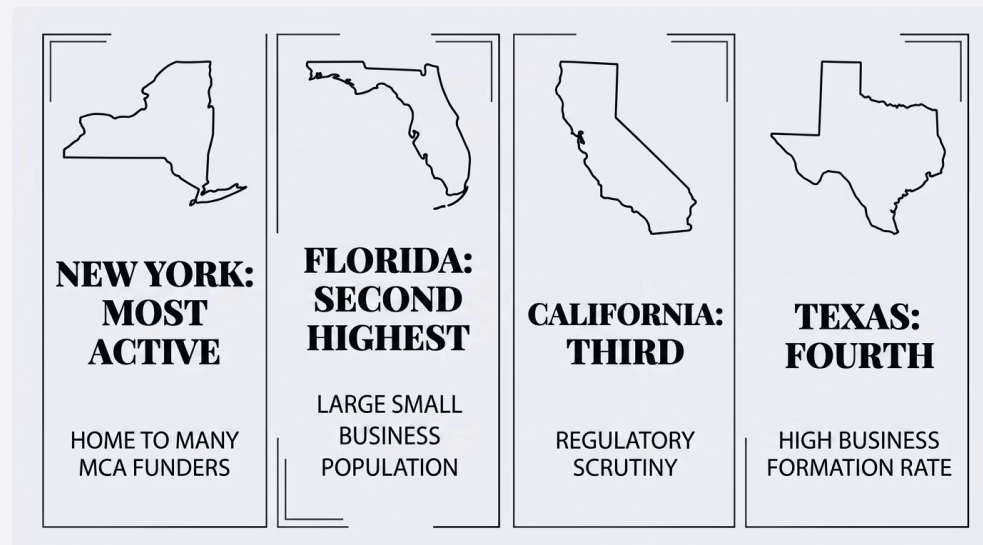 NEW YORK:
MOST
ACTIVE
HOME TO MANY
MCA FUNDERS
FLORIDA:
SECOND
HIGHEST
LARGE SMALL
BUSINESS
POPULATION
CALIFORNIA:
THIRD
REGULATORY
SCRUTINY
TEXAS:
FOURTH
HIGH BUSINESS
FORMATION RATE